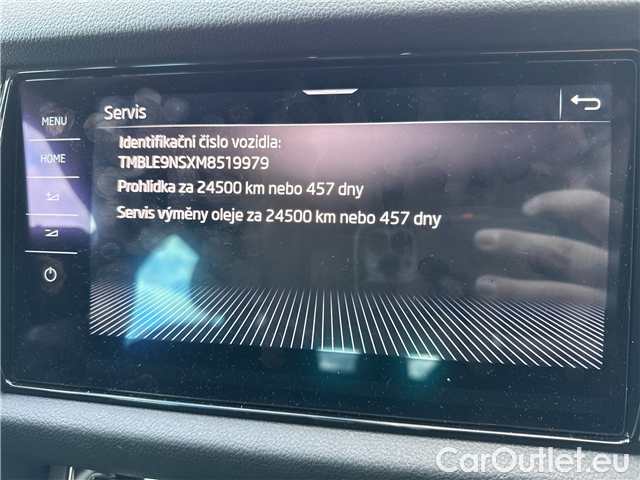 MENU
HOME
Servis
Identifikační číslo vozidla:
TMBLE9NSXM8519979
Prohlídka za 24500 km nebo 457 dny
Servis výměny oleje za 24500 km nebo 457 dny
CarOutlet.eu